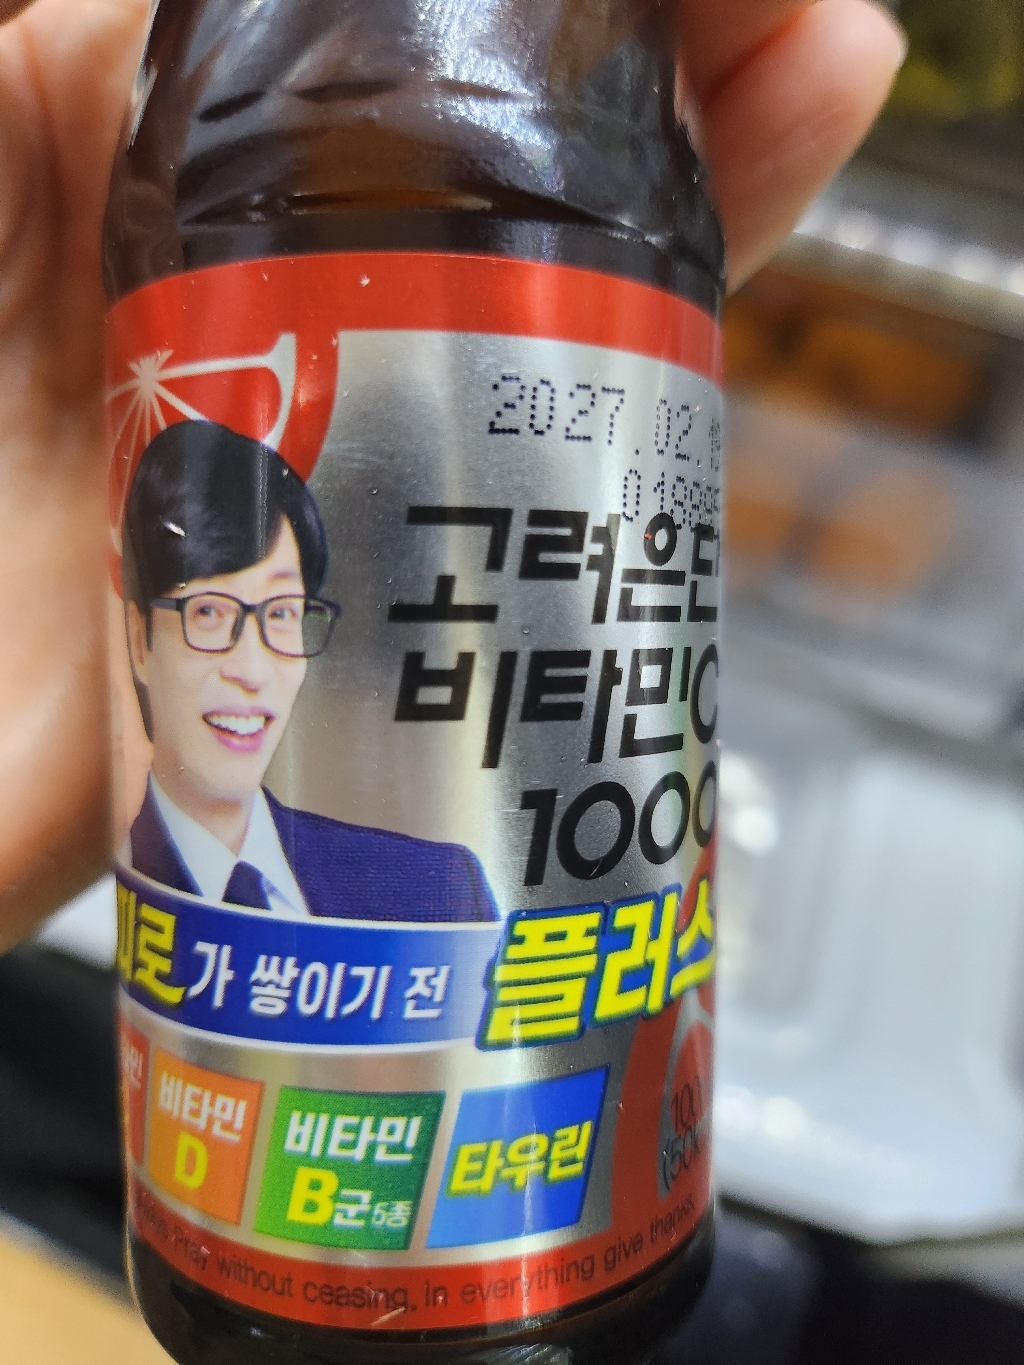 2027.02.
고려은단
비타민C
1000
피로가 쌓이기 전
플러스
비타민
D
비타민
B군 5종
타우린
100
Pray without ceasing, in everything give thanks